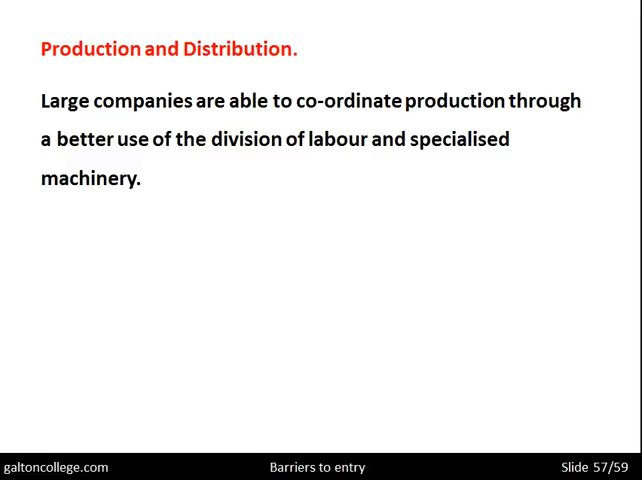 Production and Distribution.
Large companies are able to co-ordinate production through
a better use of the division of labour and specialised
machinery.
galtoncollege.com Barriers to entry Slide 57/59